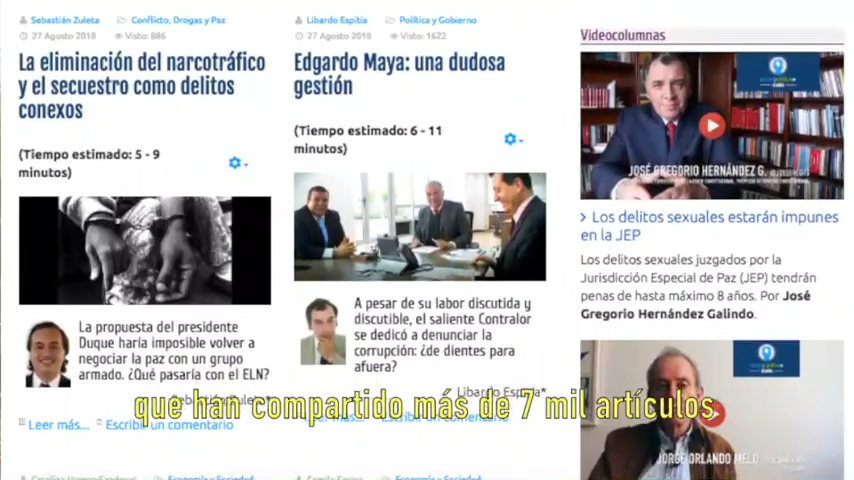 Sebastián Zuleta
Conflicto, Drogas y Paz
27 Agosto 2018
Visto: 886
La eliminación del narcotráfico
y el secuestro como delitos
conexos
(Tiempo estimado: 5 - 9
minutos)
La propuesta del presidente
Duque haría imposible volver a
negociar la paz con un grupo
armado. ¿Qué pasaría con el ELN?
Leer más...
Escribir un comentario
Libardo Espitia
Política y Gobierno
27 Agosto 2018
Visto: 1622
Edgardo Maya: una dudosa
gestión
(Tiempo estimado: 6 - 11
minutos)
A pesar de su labor discutida y
discutible, el saliente Contralor
se dedicó a denunciar la
corrupción: ¿de dientes para
afuera?
Libardo Espitia*
Videocolumnas
JOSÉ GREGORIO HERNÁNDEZ G.
Los delitos sexuales estarán impunes
en la JEP
Los delitos sexuales juzgados por la
Jurisdicción Especial de Paz (JEP) tendrán
penas de hasta máximo 8 años. Por José
Gregorio Hernández Galindo.
JORGE ORLANDO MELO
que han compartido más de 7 mil artículos
Economía y Sociedad
Economía y Sociedad